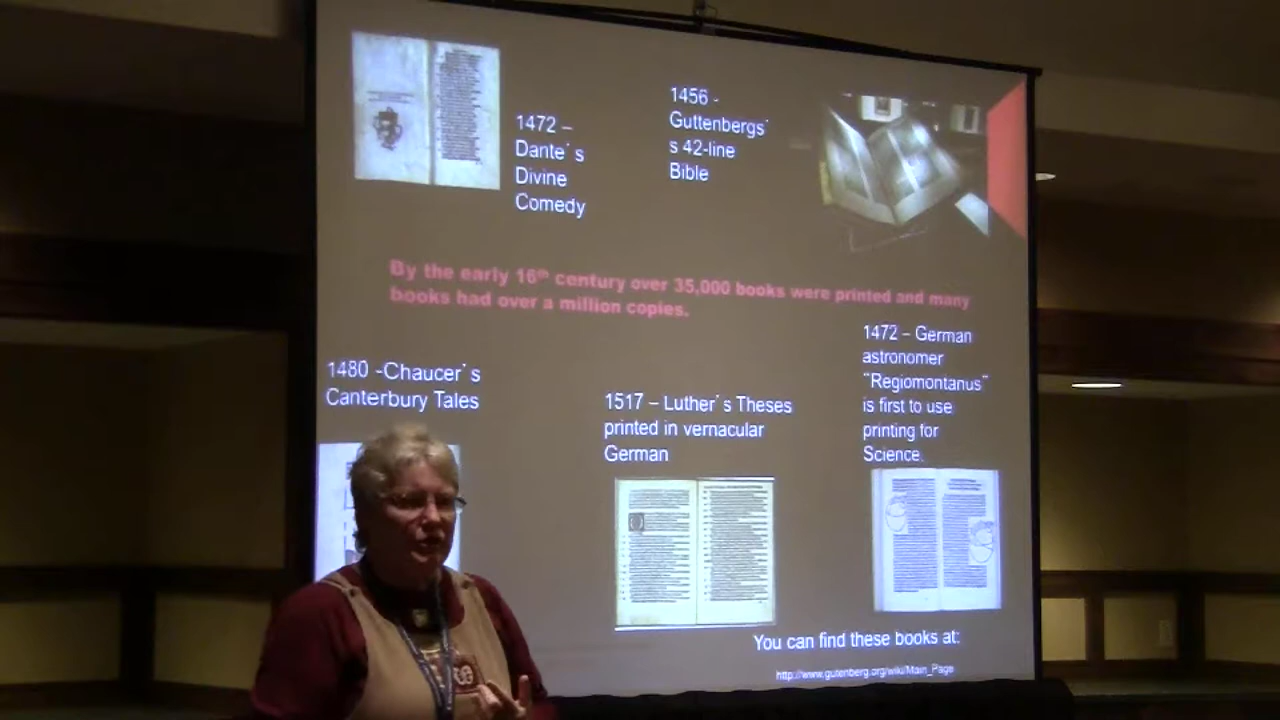 1472 –
Dante´s
Divine
Comedy
1456 -
Guttenbergs´
s 42-line
Bible
By the early 16th century over 35,000 books were printed and many
books had over a million copies.
1480 -Chaucer´s
Canterbury Tales
1517 – Luther´s Theses
printed in vernacular
German
1472 – German
astronomer
¨Regiomontanus¨
is first to use
printing for
Science.
You can find these books at:
http://www.gutenberg.org/wiki/Main_Page